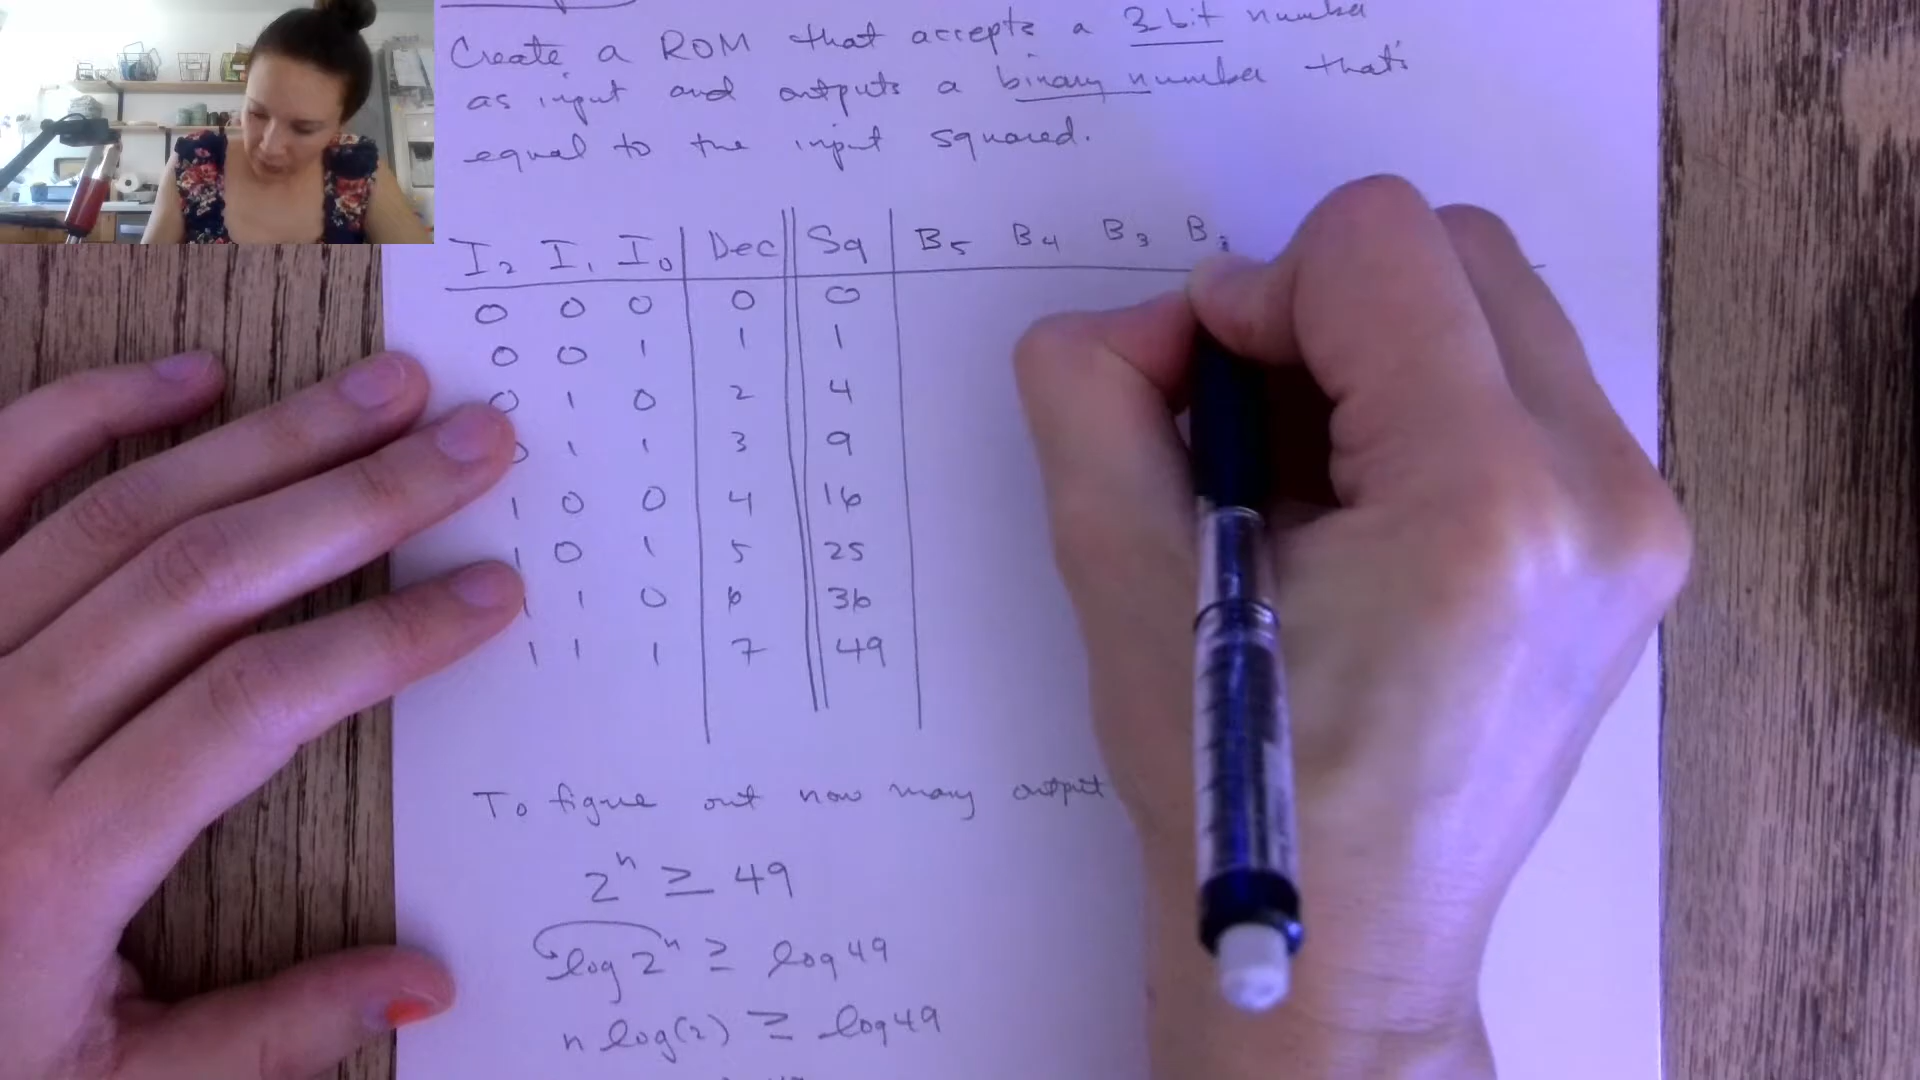 Create a ROM that accepts a 3 bit number
as input and outputs a binary number that's
equal to the input squared.
I2 I1 I0 Dec Sq B5 B4 B3 B
0 0 0 0 0
0 0 1 1 1
0 1 0 2 4
0 1 1 3 9
1 0 0 4 16
1 0 1 5 25
1 1 0 6 36
1 1 1 7 49
To figure out how many output
2^n ≥ 49
log 2^n ≥ log 49
n log(2) ≥ log 49